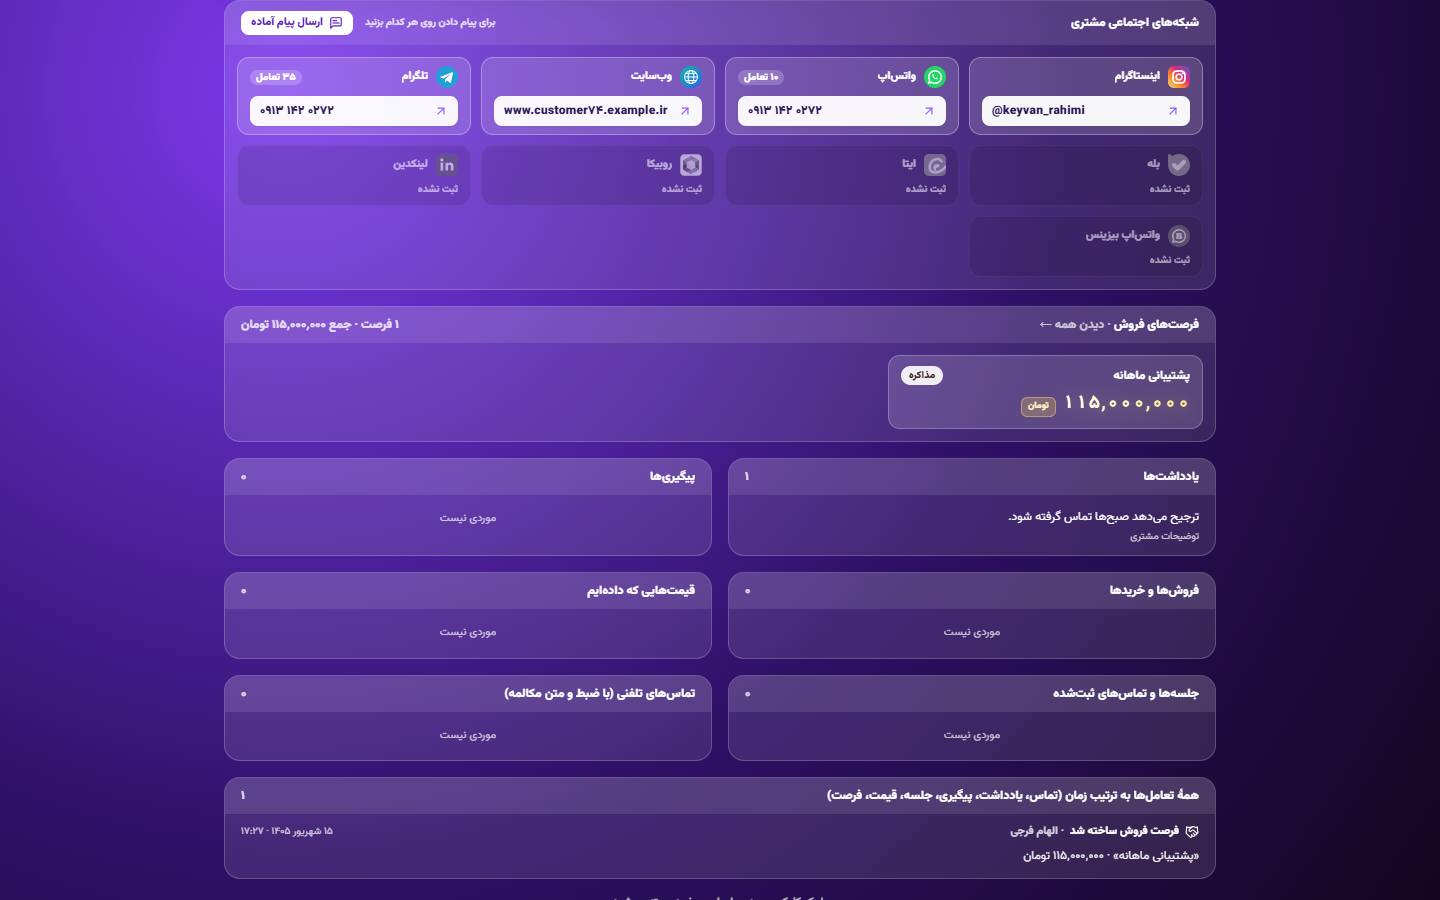 شبکه‌های اجتماعی مشتری
برای پیام دادن روی هر کدام بزنید
ارسال پیام آماده
اینستاگرام
@keyvan_rahimi
واتس‌اپ
۱۰ تعامل
۰۹۱۳ ۱۴۲ ۰۲۷۲
وب‌سایت
www.customer۷۴.example.ir
تلگرام
۳۵ تعامل
۰۹۱۳ ۱۴۲ ۰۲۷۲
بله
ثبت نشده
ایتا
ثبت نشده
روبیکا
ثبت نشده
لینکدین
ثبت نشده
واتس‌اپ بیزینس
ثبت نشده
فرصت‌های فروش · دیدن همه ←
۱ فرصت · جمع ۱۱۵,۰۰۰,۰۰۰ تومان
پشتیبانی ماهانه
مذاکره
۱۱۵,۰۰۰,۰۰۰ تومان
یادداشت‌ها
۱
ترجیح می‌دهد صبح‌ها تماس گرفته شود.
توضیحات مشتری
پیگیری‌ها
۰
موردی نیست
فروش‌ها و خریدها
۰
موردی نیست
قیمت‌هایی که داده‌ایم
۰
موردی نیست
جلسه‌ها و تماس‌های ثبت‌شده
۰
موردی نیست
تماس‌های تلفنی (با ضبط و متن مکالمه)
۰
موردی نیست
همهٔ تعامل‌ها به ترتیب زمان (تماس، یادداشت، پیگیری، جلسه، قیمت، فرصت)
۱
فرصت فروش ساخته شد · الهام فرجی
۱۵ شهریور ۱۴۰۵ · ۱۷:۲۷
«پشتیبانی ماهانه» · ۱۱۵,۰۰۰,۰۰۰ تومان